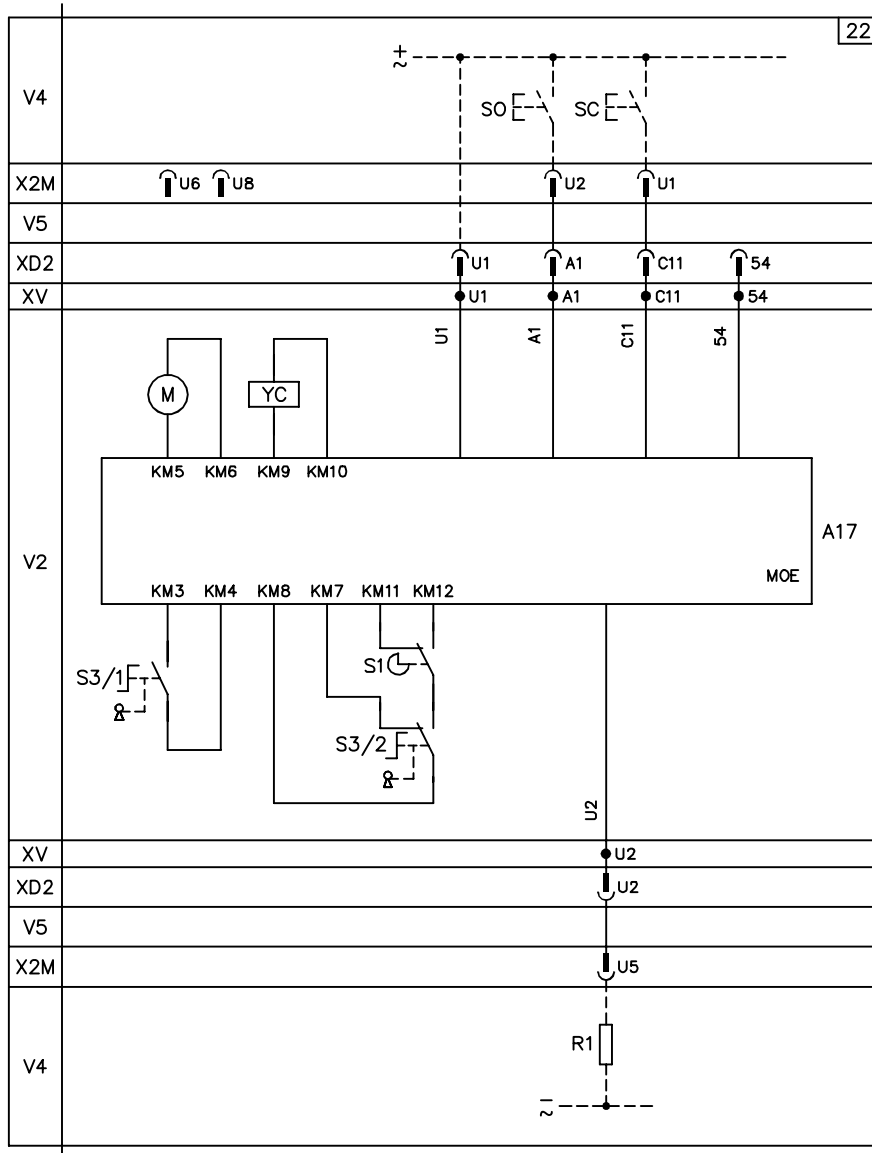 22
+
~
V4
SO
SC
X2M
U6
U8
U2
U1
V5
XD2
U1
A1
C11
54
XV
U1
A1
C11
54
U1
A1
C11
54
M
YC
KM5
KM6
KM9
KM10
A17
V2
MOE
KM3
KM4
KM8
KM7
KM11
KM12
S1
S3/1
S3/2
U2
XV
U2
XD2
U2
V5
X2M
U5
R1
V4
–
~